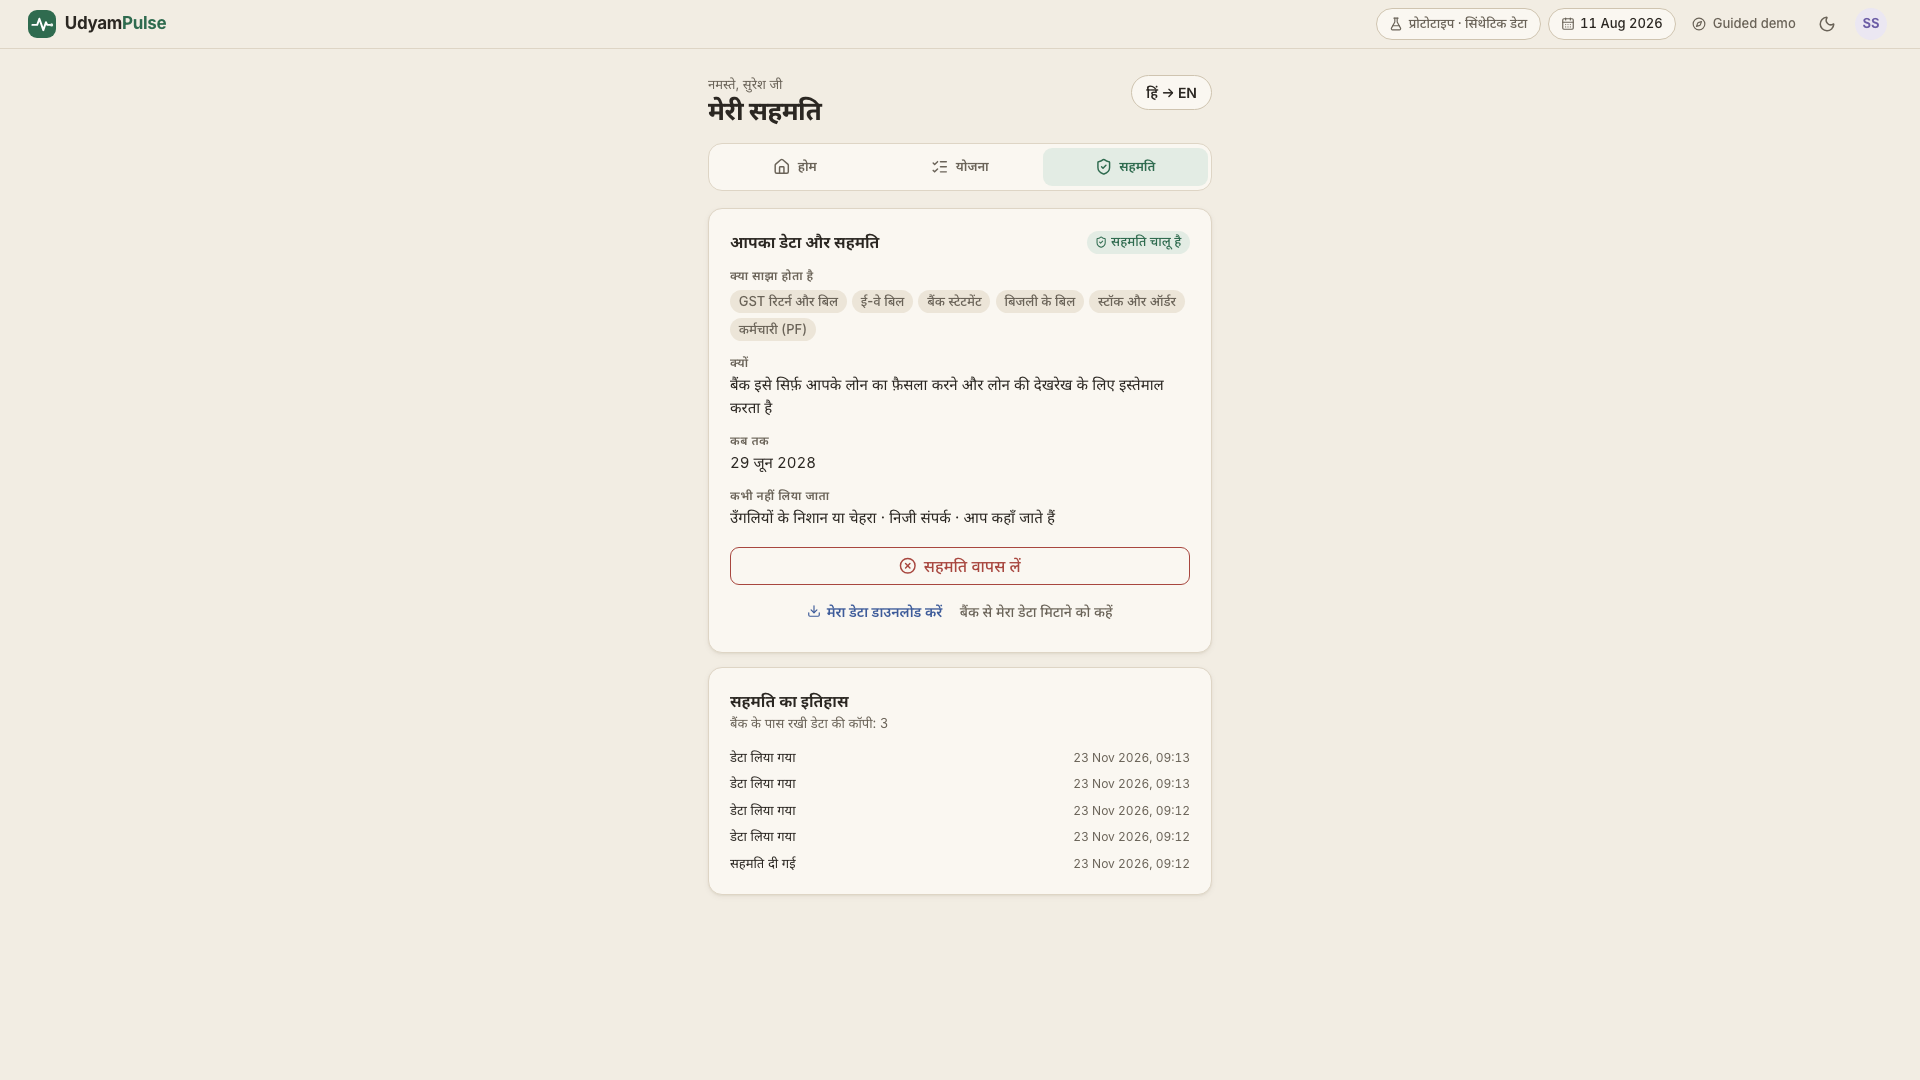 UdyamPulse
प्रोटोटाइप · सिंथेटिक डेटा
11 Aug 2026
Guided demo
SS
नमस्ते, सुरेश जी
मेरी सहमति
हिं → EN
होम
योजना
सहमति
आपका डेटा और सहमति
सहमति चालू है
क्या साझा होता है
GST रिटर्न और बिल
ई-वे बिल
बैंक स्टेटमेंट
बिजली के बिल
स्टॉक और ऑर्डर
कर्मचारी (PF)
क्यों
बैंक इसे सिर्फ़ आपके लोन का फ़ैसला करने और लोन की देखरेख के लिए इस्तेमाल
करता है
कब तक
29 जून 2028
कभी नहीं लिया जाता
उँगलियों के निशान या चेहरा · निजी संपर्क · आप कहाँ जाते हैं
सहमति वापस लें
मेरा डेटा डाउनलोड करें
बैंक से मेरा डेटा मिटाने को कहें
सहमति का इतिहास
बैंक के पास रखी डेटा की कॉपी: 3
डेटा लिया गया 23 Nov 2026, 09:13
डेटा लिया गया 23 Nov 2026, 09:13
डेटा लिया गया 23 Nov 2026, 09:12
डेटा लिया गया 23 Nov 2026, 09:12
सहमति दी गई 23 Nov 2026, 09:12